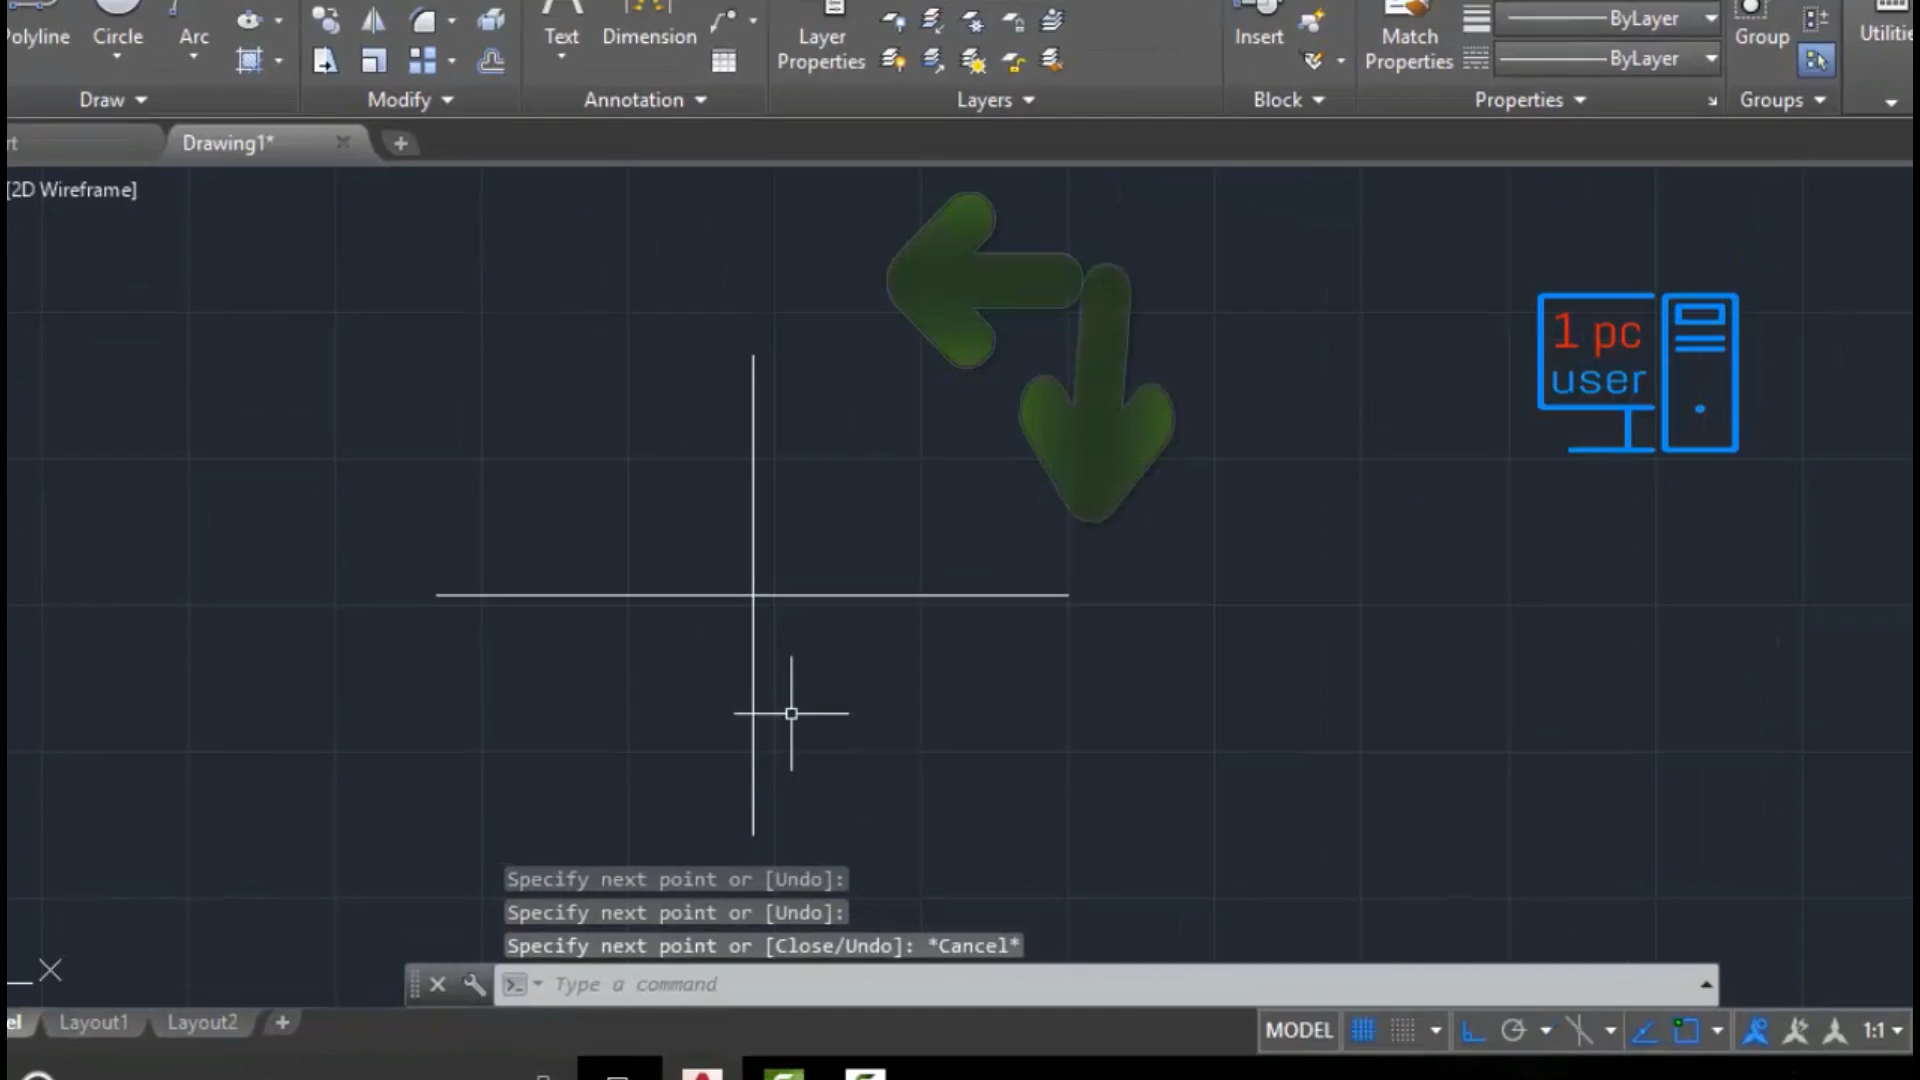 Polyline
Circle
Arc
Text
Dimension
Layer
Properties
Insert
Match
Properties
ByLayer
ByLayer
Group
Draw
Modify
Annotation
Layers
Block
Properties
Groups
Drawing1*
[2D Wireframe]
1 pc
user
Specify next point or [Undo]:
Specify next point or [Undo]:
Specify next point or [Close/Undo]: *Cancel*
Type a command
Layout1
Layout2
MODEL
1:1